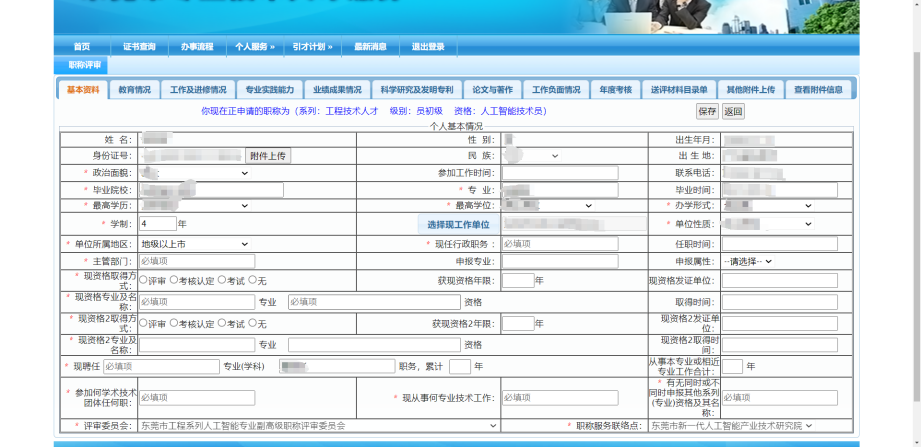 首页 证书查询 办事流程 个人服务 » 引才计划 » 最新消息 退出登录
职称评审
基本资料 教育情况 工作及进修情况 专业实践能力 业绩成果情况 科学研究及发明专利 论文与著作 工作负面情况 年度考核 送评材料目录单 其他附件上传 查看附件信息
你现在正申请的职称为（系列：工程技术人才 级别：员初级 资格：人工智能技术员） 保存 返回
个人基本情况
姓 名： 性 别： 出生年月：
身份证号： 附件上传 民 族： 出 生 地：
* 政治面貌： 参加工作时间： 联系电话：
* 毕业院校： * 专 业： 毕业时间：
* 最高学历： * 最高学位： * 办学形式：
* 学制： 4 年 选择现工作单位 * 单位性质：
* 单位所属地区： 地级以上市 * 现任行政职务： 必填项 任职时间：
* 主管部门： 必填项 申报专业： 申报属性： --请选择--
* 现资格取得方式： 评审 考核认定 考试 无 获现资格年限： 年 现资格发证单位：
* 现资格专业及名称： 必填项 专业 必填项 资格 取得时间：
* 现资格2取得方式： 评审 考核认定 考试 无 获现资格2年限： 年 现资格2发证单位：
* 现资格2专业及名称： 专业 资格 现资格2取得时间：
* 现聘任 必填项 专业(学科) 职务，累计 年 从事本专业或相近专业工作合计： 年
* 参加何学术技术团体任何职： 必填项 * 现从事何专业技术工作： 必填项 * 有无同时或不同时申报其他系列(专业)资格及其名称： 必填项
* 评审委员会： 东莞市工程系列人工智能专业副高级职称评审委员会 * 职称服务联络点： 东莞市新一代人工智能产业技术研究院